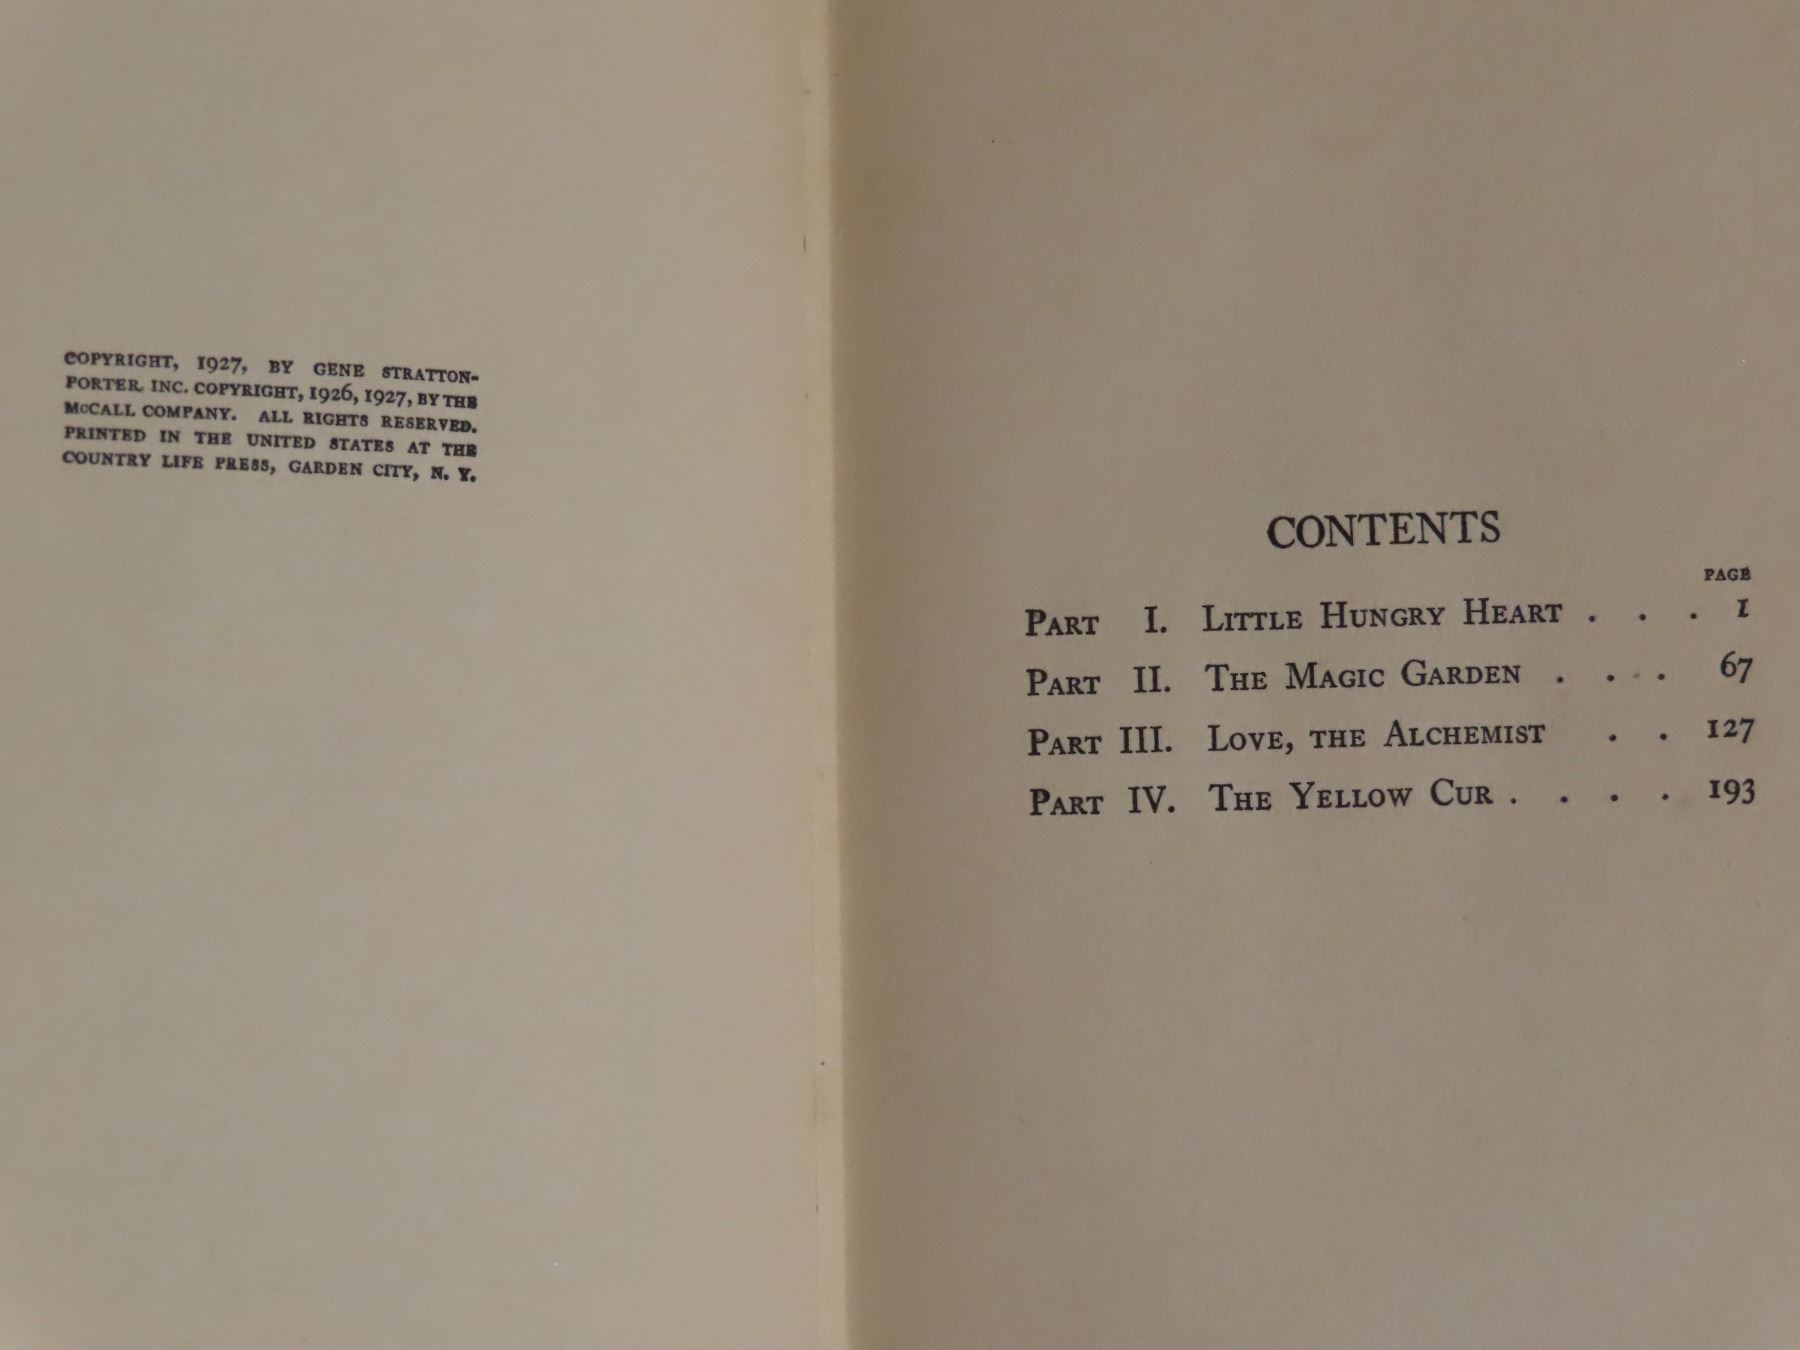 COPYRIGHT, 1927, BY GENE STRATTON-
PORTER, INC. COPYRIGHT, 1926, 1927, BY THE
McCALL COMPANY. ALL RIGHTS RESERVED.
PRINTED IN THE UNITED STATES AT THE
COUNTRY LIFE PRESS, GARDEN CITY, N. Y.
CONTENTS
PAGE
PART I. LITTLE HUNGRY HEART . . . 1
PART II. THE MAGIC GARDEN . . . 67
PART III. LOVE, THE ALCHEMIST . . 127
PART IV. THE YELLOW CUR . . . . 193